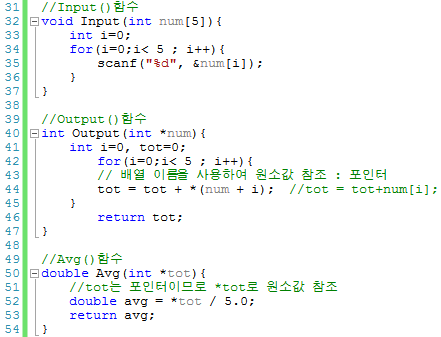 31 //Input()함수
32 void Input(int num[5]){
33 int i=0;
34 for(i=0;i< 5 ; i++){
35 scanf("%d", &num[i]);
36 }
37 }
38
39 //Output()함수
40 int Output(int *num){
41 int i=0, tot=0;
42 for(i=0;i< 5 ; i++){
43 // 배열 이름을 사용하여 원소값 참조 : 포인터
44 tot = tot + *(num + i); //tot = tot+num[i];
45 }
46 return tot;
47 }
48
49 //Avg()함수
50 double Avg(int *tot){
51 //tot는 포인터이므로 *tot로 원소값 참조
52 double avg = *tot / 5.0;
53 return avg;
54 }